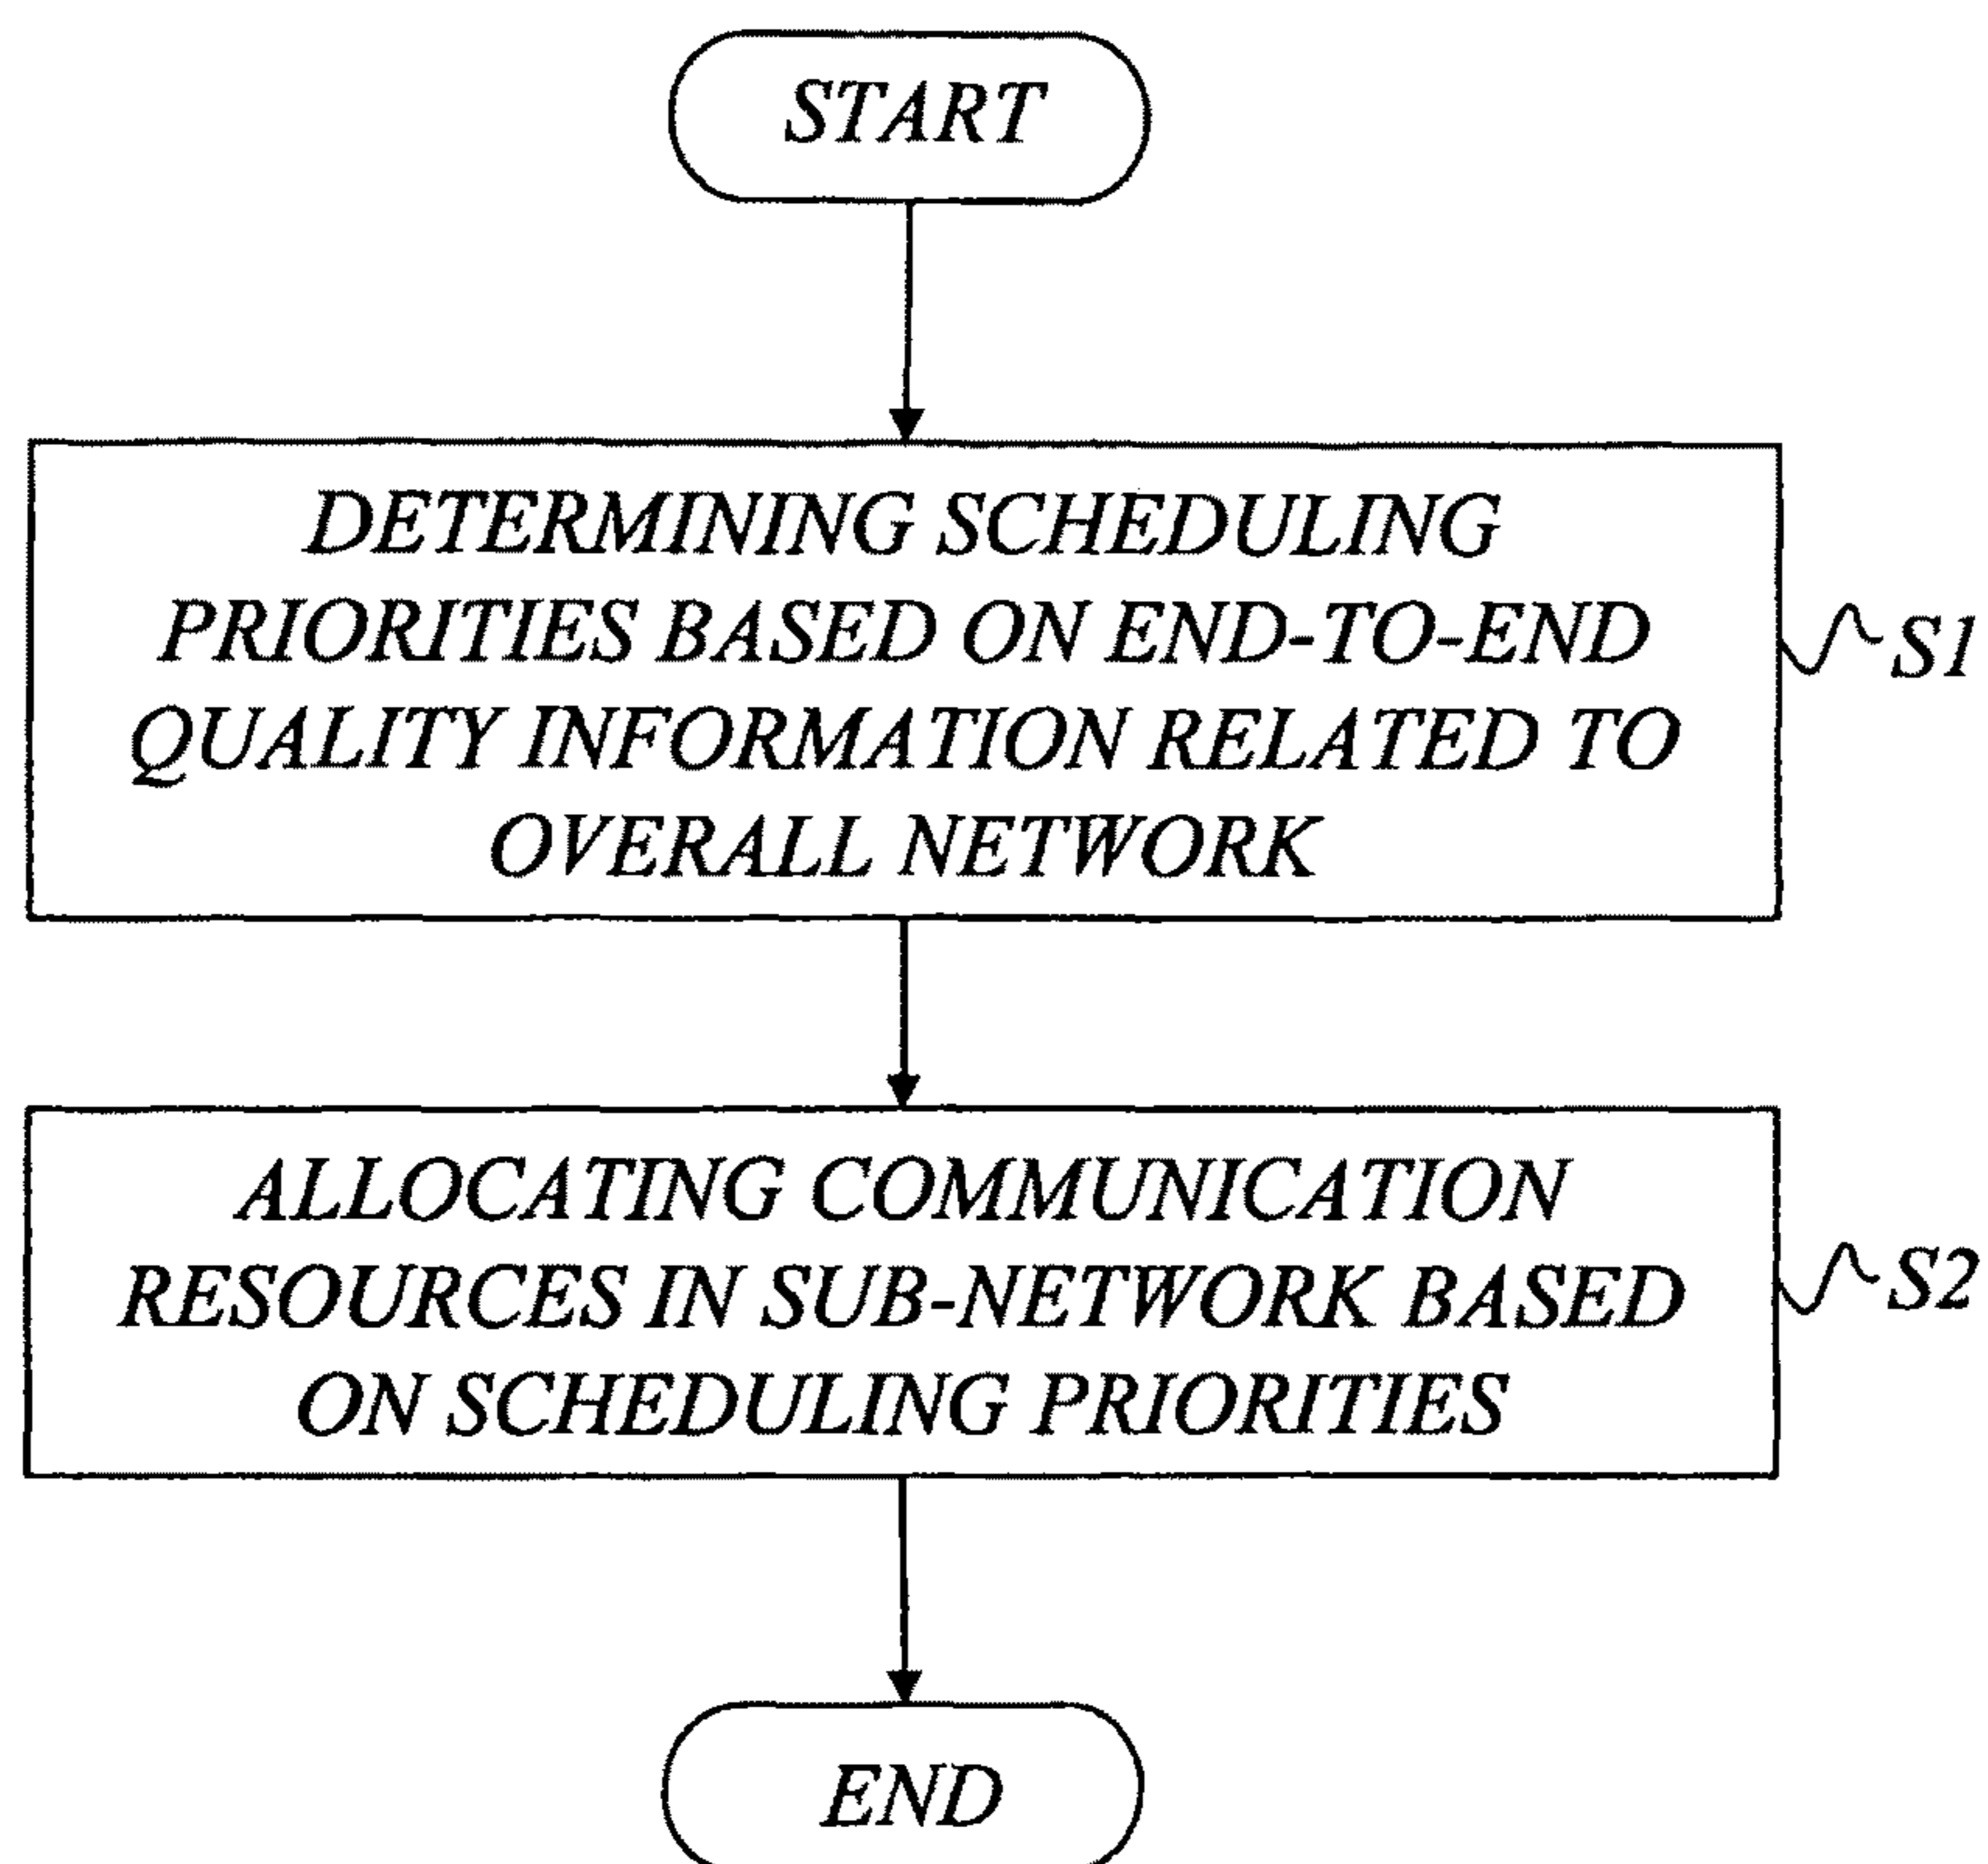 START
DETERMINING SCHEDULING
PRIORITIES BASED ON END-TO-END
QUALITY INFORMATION RELATED TO
OVERALL NETWORK
S1
ALLOCATING COMMUNICATION
RESOURCES IN SUB-NETWORK BASED
ON SCHEDULING PRIORITIES
S2
END